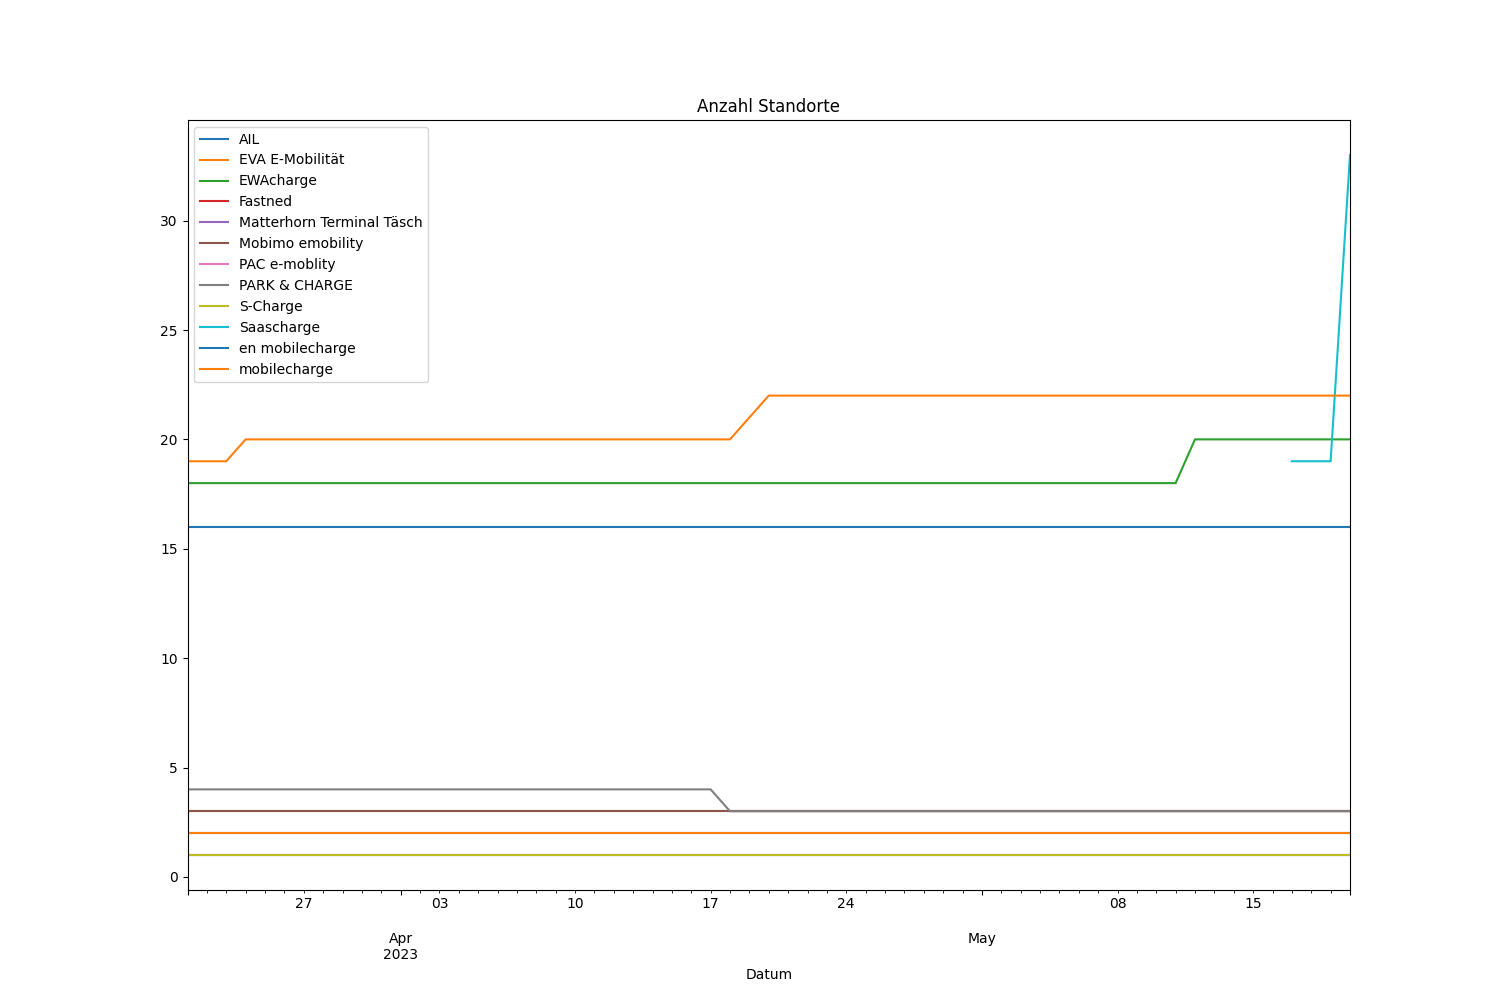 Anzahl Standorte
AIL
EVA E-Mobilität
EWAcharge
Fastned
Matterhorn Terminal Täsch
Mobimo emobility
PAC e-moblity
PARK & CHARGE
S-Charge
Saascharge
en mobilecharge
mobilecharge
30
25
20
15
10
5
0
27 03 10 17 24 08 15
Apr May
2023
Datum